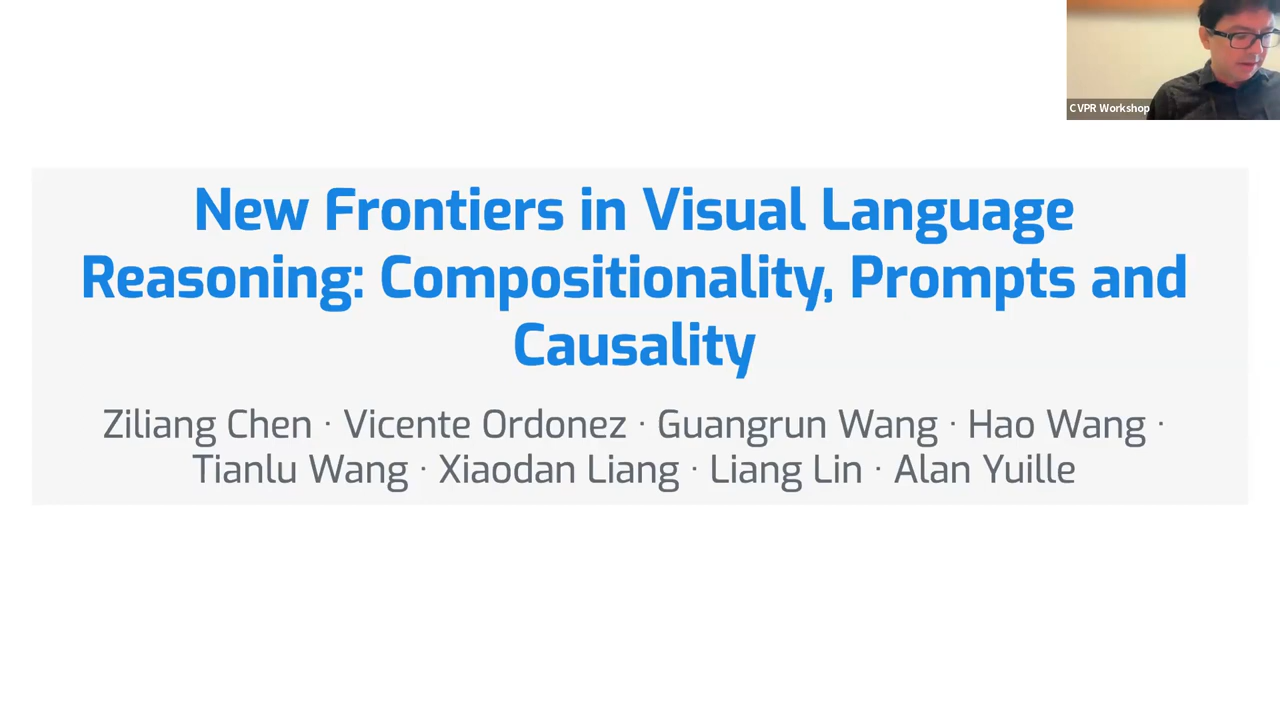 CVPR Workshop
New Frontiers in Visual Language
Reasoning: Compositionality, Prompts and
Causality
Ziliang Chen · Vicente Ordonez · Guangrun Wang · Hao Wang ·
Tianlu Wang · Xiaodan Liang · Liang Lin · Alan Yuille